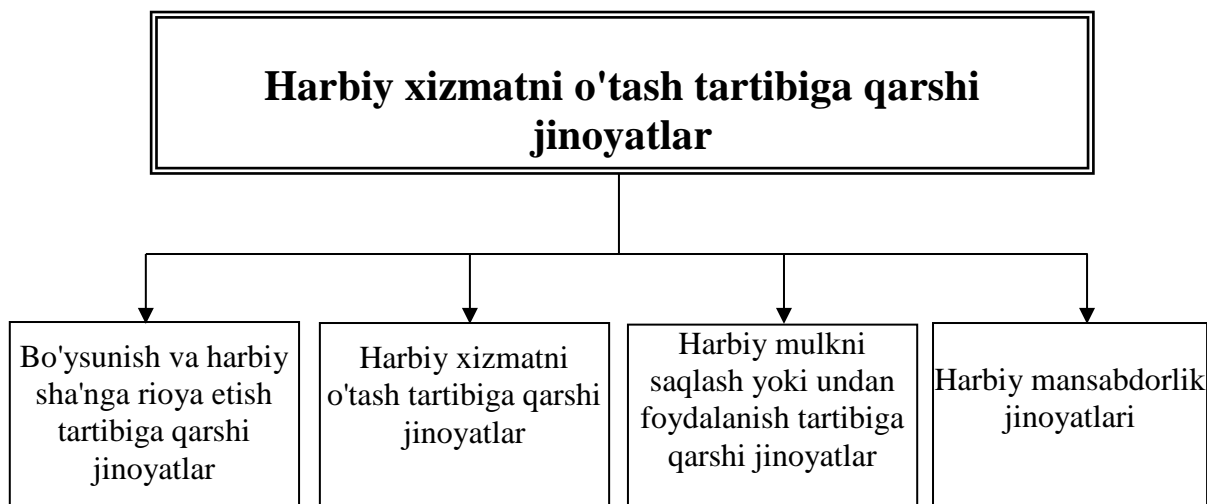 Harbiy xizmatni o'tash tartibiga qarshi
jinoyatlar
Bo'ysunish va harbiy
sha'nga rioya etish
tartibiga qarshi
jinoyatlar
Harbiy xizmatni
o'tash tartibiga qarshi
jinoyatlar
Harbiy mulkni
saqlash yoki undan
foydalanish tartibiga
qarshi jinoyatlar
Harbiy mansabdorlik
jinoyatlari